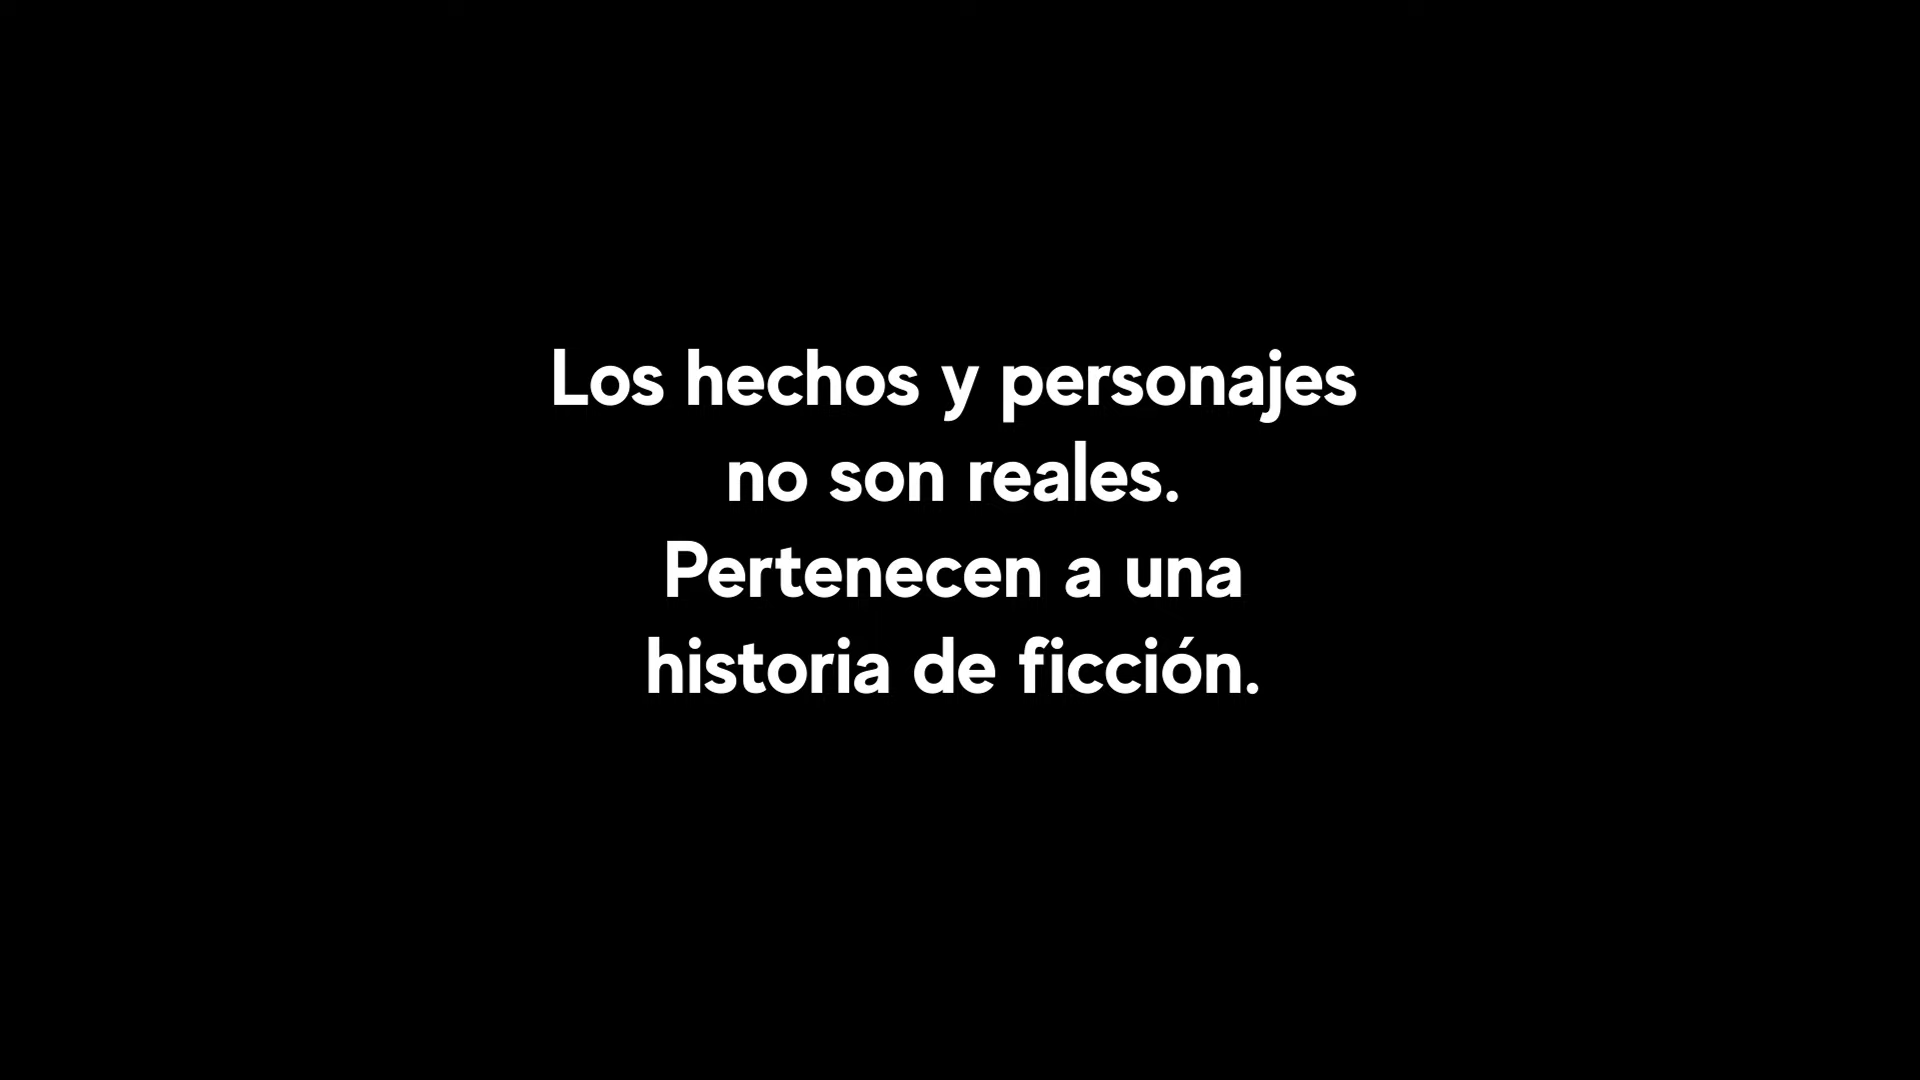 Los hechos y personajes
no son reales.
Pertenecen a una
historia de ficción.